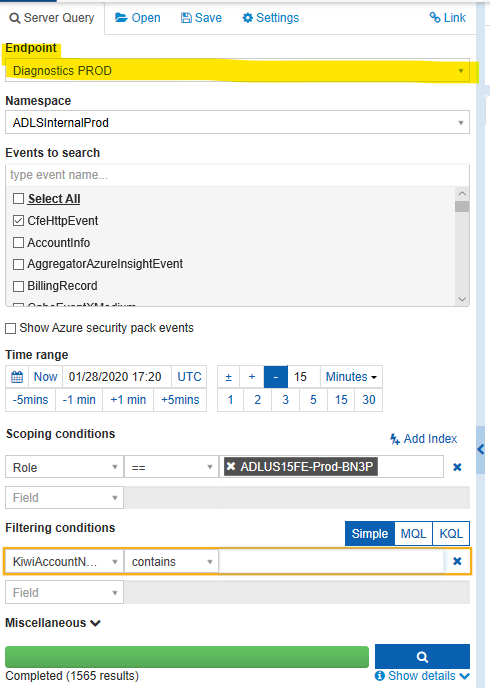 Server Query Open Save Settings Link
Endpoint
Diagnostics PROD
Namespace
ADLSInternalProd
Events to search
type event name...
Select All
CfeHttpEvent
AccountInfo
AggregatorAzureInsightEvent
BillingRecord
Show Azure security pack events
Time range
Now 01/28/2020 17:20 UTC ± + - 15 Minutes
-5mins -1 min +1 min +5mins 1 2 3 5 15 30
Scoping conditions Add Index
Role == ADLUS15FE-Prod-BN3P
Field
Filtering conditions Simple MQL KQL
KiwiAccountN... contains
Field
Miscellaneous
Completed (1565 results) Show details